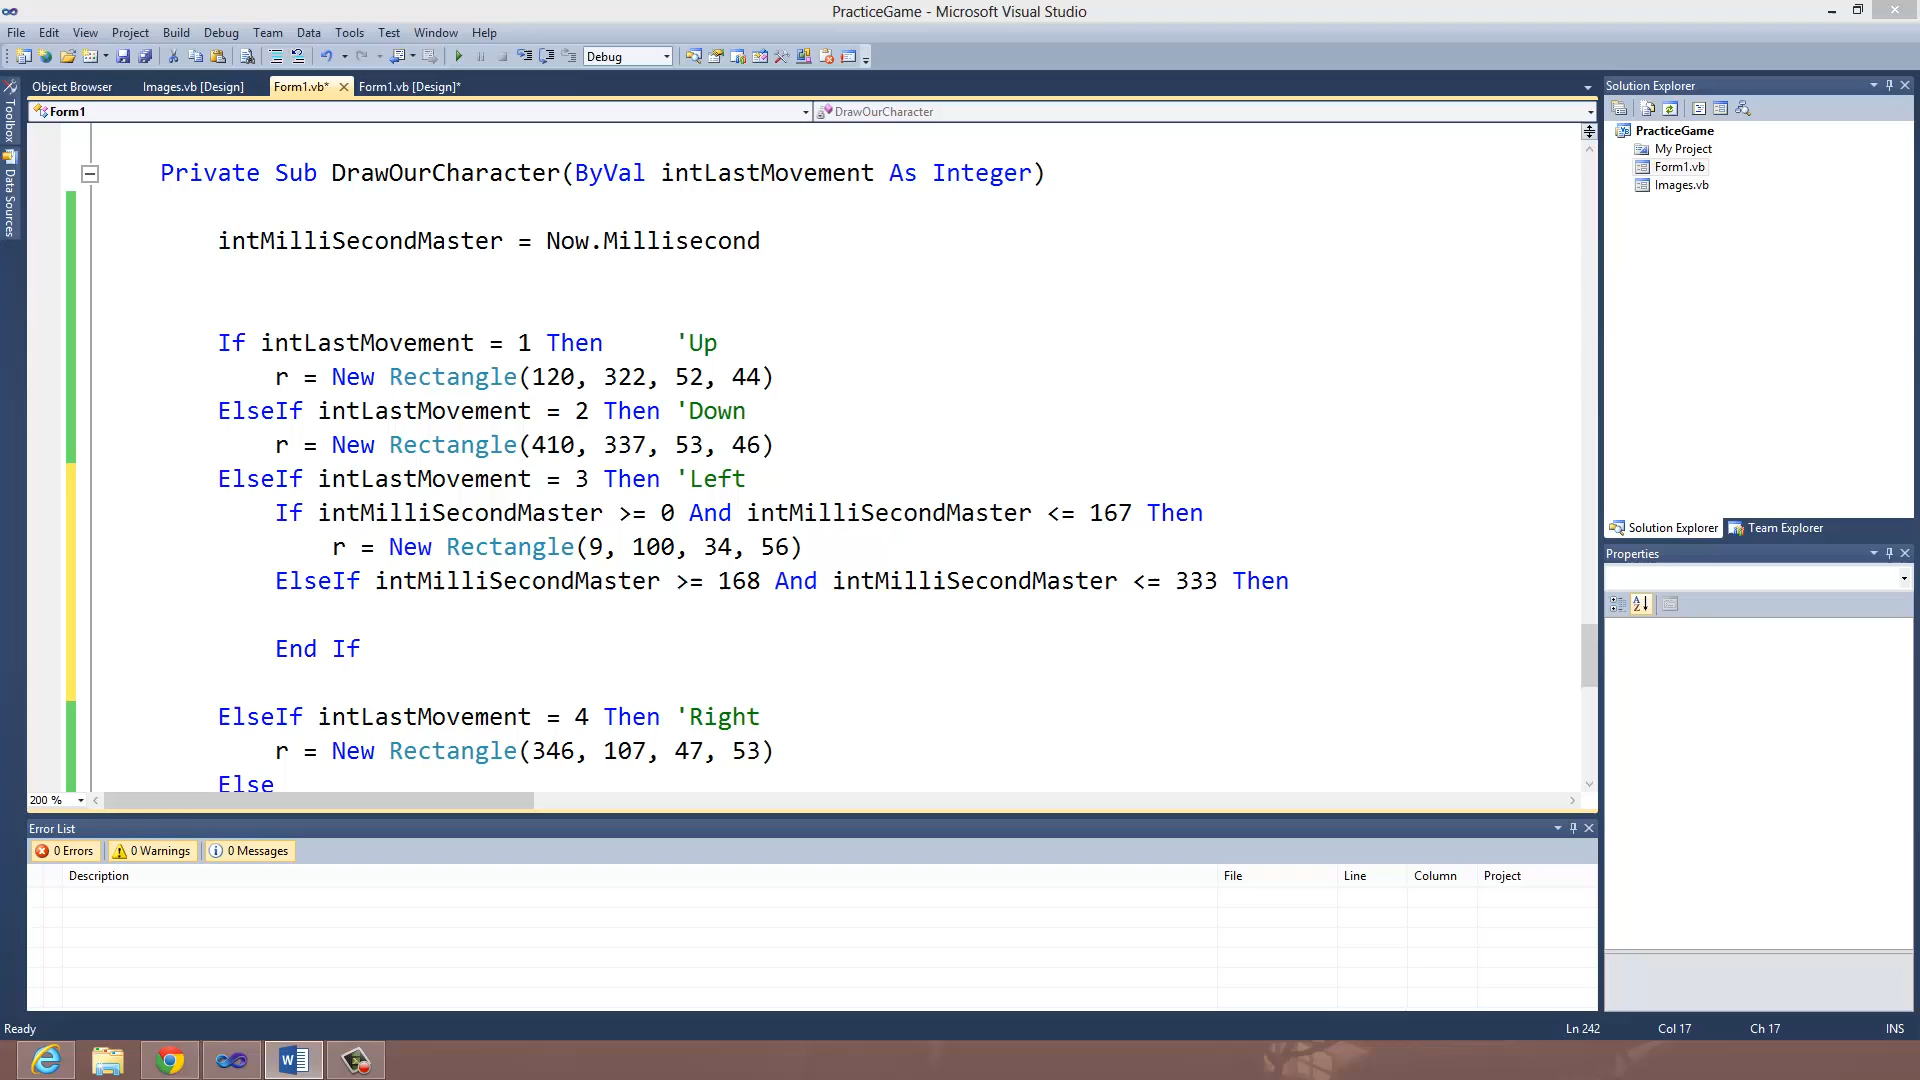 PracticeGame - Microsoft Visual Studio
File Edit View Project Build Debug Team Data Tools Test Window Help
Debug
Toolbox
Data Sources
Object Browser Images.vb [Design] Form1.vb* Form1.vb [Design]*
Form1 DrawOurCharacter
Private Sub DrawOurCharacter(ByVal intLastMovement As Integer)
intMilliSecondMaster = Now.Millisecond
If intLastMovement = 1 Then 'Up
r = New Rectangle(120, 322, 52, 44)
ElseIf intLastMovement = 2 Then 'Down
r = New Rectangle(410, 337, 53, 46)
ElseIf intLastMovement = 3 Then 'Left
If intMilliSecondMaster >= 0 And intMilliSecondMaster <= 167 Then
r = New Rectangle(9, 100, 34, 56)
ElseIf intMilliSecondMaster >= 168 And intMilliSecondMaster <= 333 Then
End If
ElseIf intLastMovement = 4 Then 'Right
r = New Rectangle(346, 107, 47, 53)
Else
200 %
Error List
0 Errors 0 Warnings 0 Messages
Description File Line Column Project
Solution Explorer
PracticeGame
My Project
Form1.vb
Images.vb
Solution Explorer Team Explorer
Properties
Ready Ln 242 Col 17 Ch 17 INS